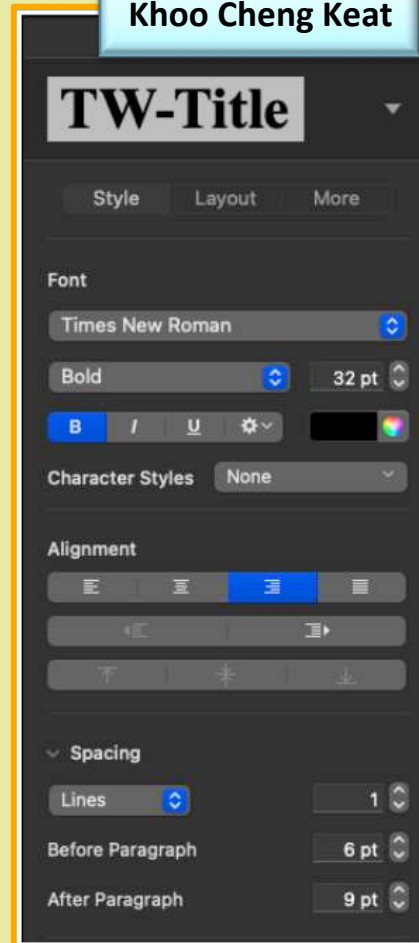 Khoo Cheng Keat
TW-Title
Style Layout More
Font
Times New Roman
Bold 32 pt
B I U
Character Styles None
Alignment
Spacing
Lines 1
Before Paragraph 6 pt
After Paragraph 9 pt